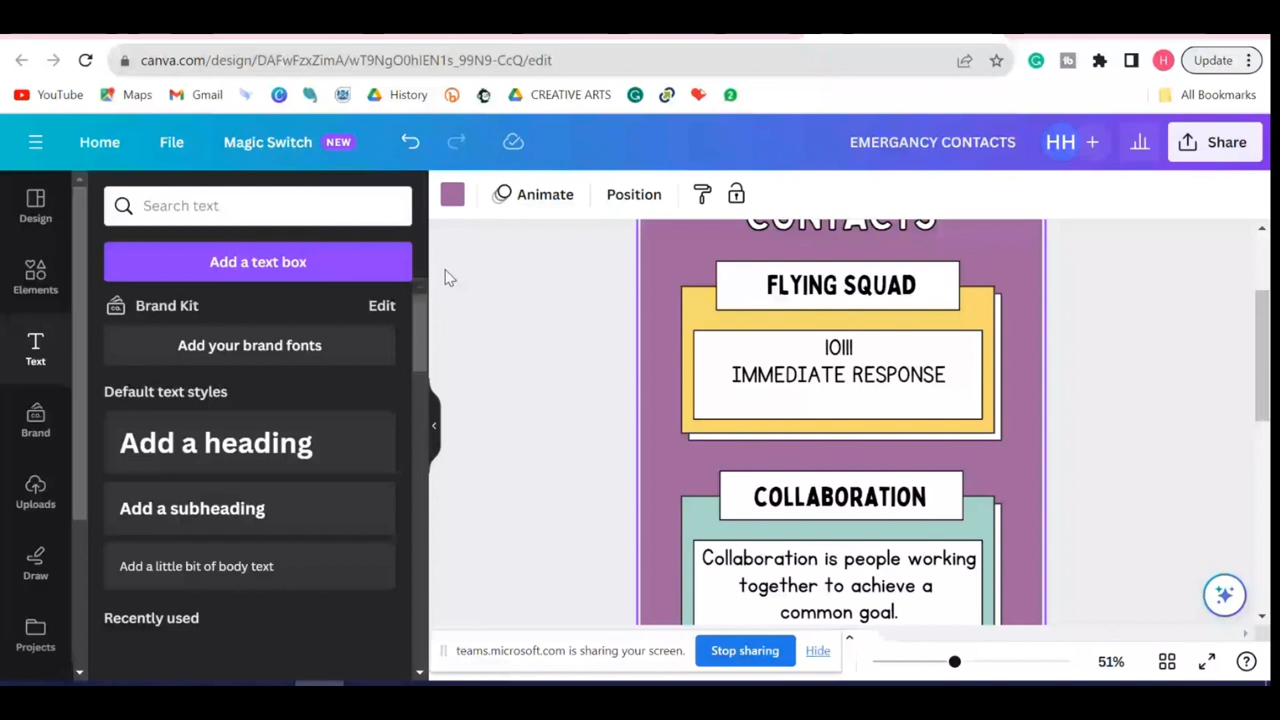 canva.com/design/DAFwFzxZimA/wT9NgO0hIEN1s_99N9-CcQ/edit
Update
YouTube Maps Gmail History CREATIVE ARTS 2 All Bookmarks
Home File Magic Switch NEW EMERGANCY CONTACTS HH + Share
Design
Elements
Text
Brand
Uploads
Draw
Projects
Search text
Add a text box
Brand Kit Edit
Add your brand fonts
Default text styles
Add a heading
Add a subheading
Add a little bit of body text
Recently used
Animate Position
CONTACTS
FLYING SQUAD
10111
IMMEDIATE RESPONSE
COLLABORATION
Collaboration is people working
together to achieve a
common goal.
teams.microsoft.com is sharing your screen. Stop sharing Hide
51%